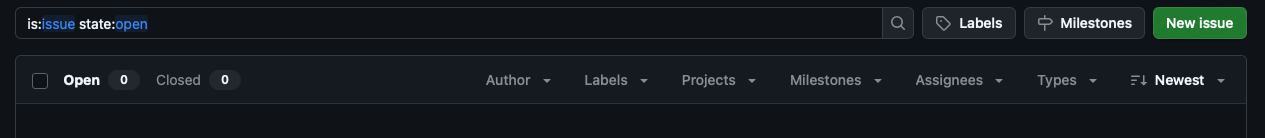 is:issue state:open Labels Milestones New issue
Open 0 Closed 0 Author Labels Projects Milestones Assignees Types Newest